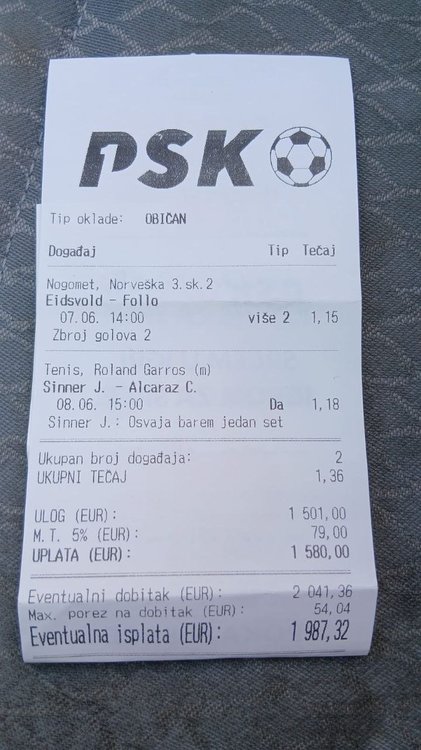 PSK
Tip oklade: OBIČAN
Događaj Tip Tečaj
Nogomet, Norveška 3.sk.2
Eidsvold - Follo
07.06. 14:00 više 2 1,15
Zbroj golova 2
Tenis, Roland Garros (m)
Sinner J. - Alcaraz C.
08.06. 15:00 Da 1,18
Sinner J.: Osvaja barem jedan set
Ukupan broj događaja: 2
UKUPNI TEČAJ 1,36
ULOG (EUR): 1 501,00
M.T. 5% (EUR): 79,00
UPLATA (EUR): 1 580,00
Eventualni dobitak (EUR): 2 041,36
Max. porez na dobitak (EUR): 54,04
Eventualna isplata (EUR): 1 987,32